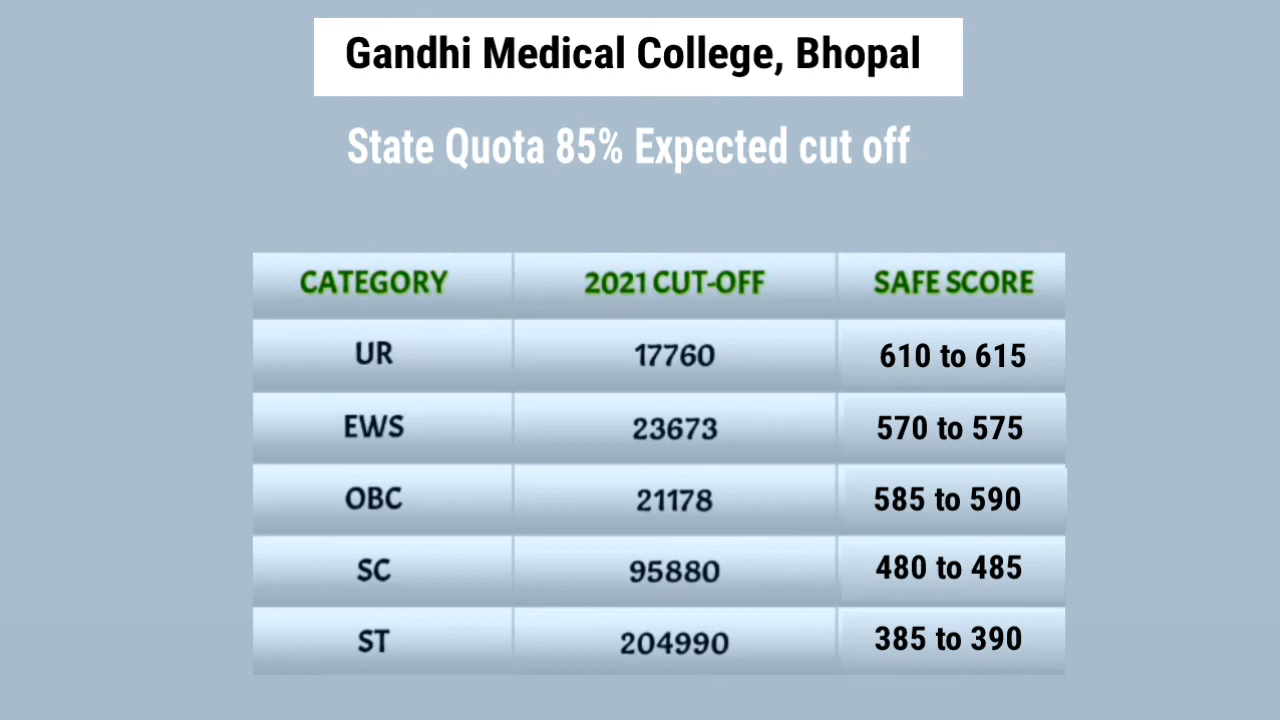 Gandhi Medical College, Bhopal
State Quota 85% Expected cut off
CATEGORY 2021 CUT-OFF SAFE SCORE
UR 17760 610 to 615
EWS 23673 570 to 575
OBC 21178 585 to 590
SC 95880 480 to 485
ST 204990 385 to 390